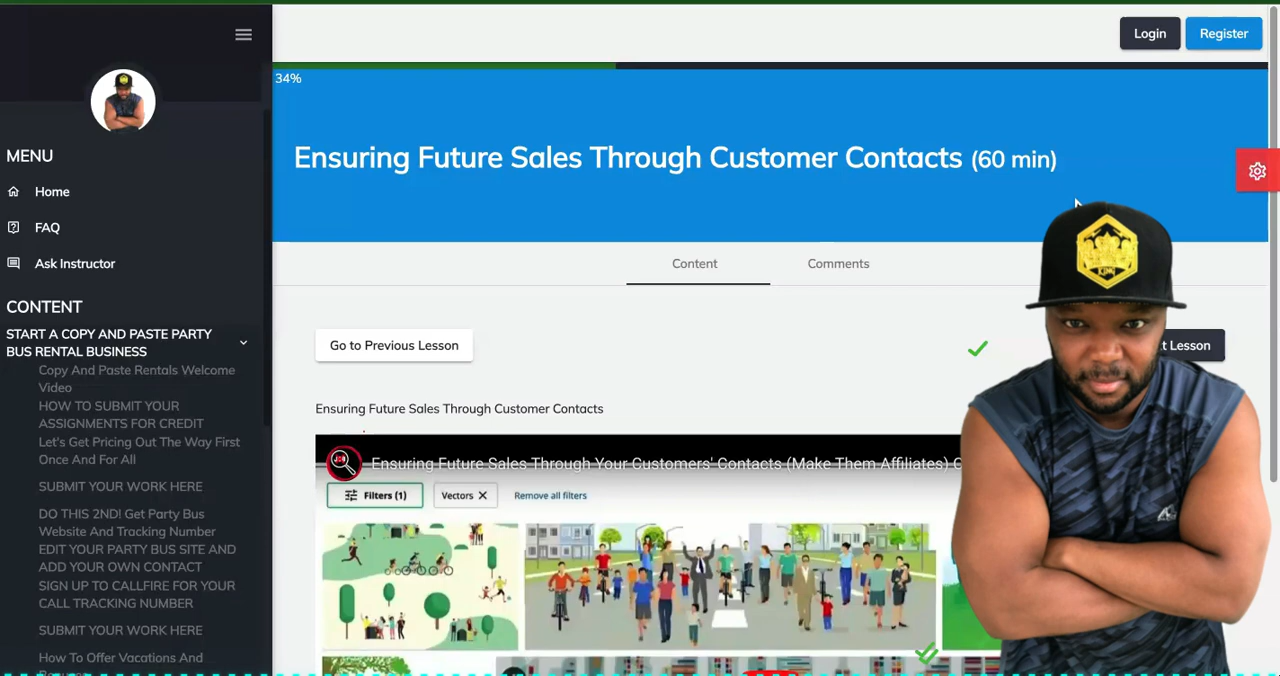 Login
Register
34%
Ensuring Future Sales Through Customer Contacts (60 min)
MENU
Home
FAQ
Ask Instructor
CONTENT
START A COPY AND PASTE PARTY
BUS RENTAL BUSINESS
Copy And Paste Rentals Welcome
Video
HOW TO SUBMIT YOUR
ASSIGNMENTS FOR CREDIT
Let's Get Pricing Out The Way First
Once And For All
SUBMIT YOUR WORK HERE
DO THIS 2ND! Get Party Bus
Website And Tracking Number
EDIT YOUR PARTY BUS SITE AND
ADD YOUR OWN CONTACT
SIGN UP TO CALLFIRE FOR YOUR
CALL TRACKING NUMBER
SUBMIT YOUR WORK HERE
How To Offer Vacations And
Content
Comments
Go to Previous Lesson
t Lesson
Ensuring Future Sales Through Customer Contacts
Ensuring Future Sales Through Your Customers' Contacts (Make Them Affiliates)
Filters (1)
Vectors
Remove all filters
KING